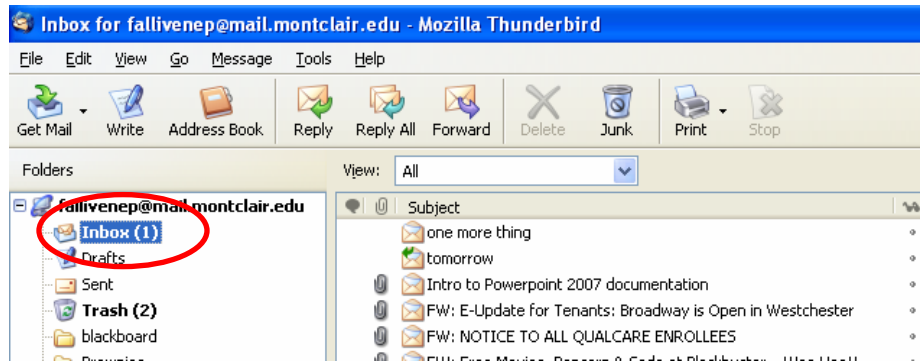 Inbox for fallivenep@mail.montclair.edu - Mozilla Thunderbird
File Edit View Go Message Tools Help
Get Mail Write Address Book Reply Reply All Forward Delete Junk Print Stop
Folders
View: All
fallivenep@mail.montclair.edu
Subject
Inbox (1)
one more thing
Drafts
tomorrow
Sent
Intro to Powerpoint 2007 documentation
Trash (2)
FW: E-Update for Tenants: Broadway is Open in Westchester
blackboard
FW: NOTICE TO ALL QUALCARE ENROLLEES